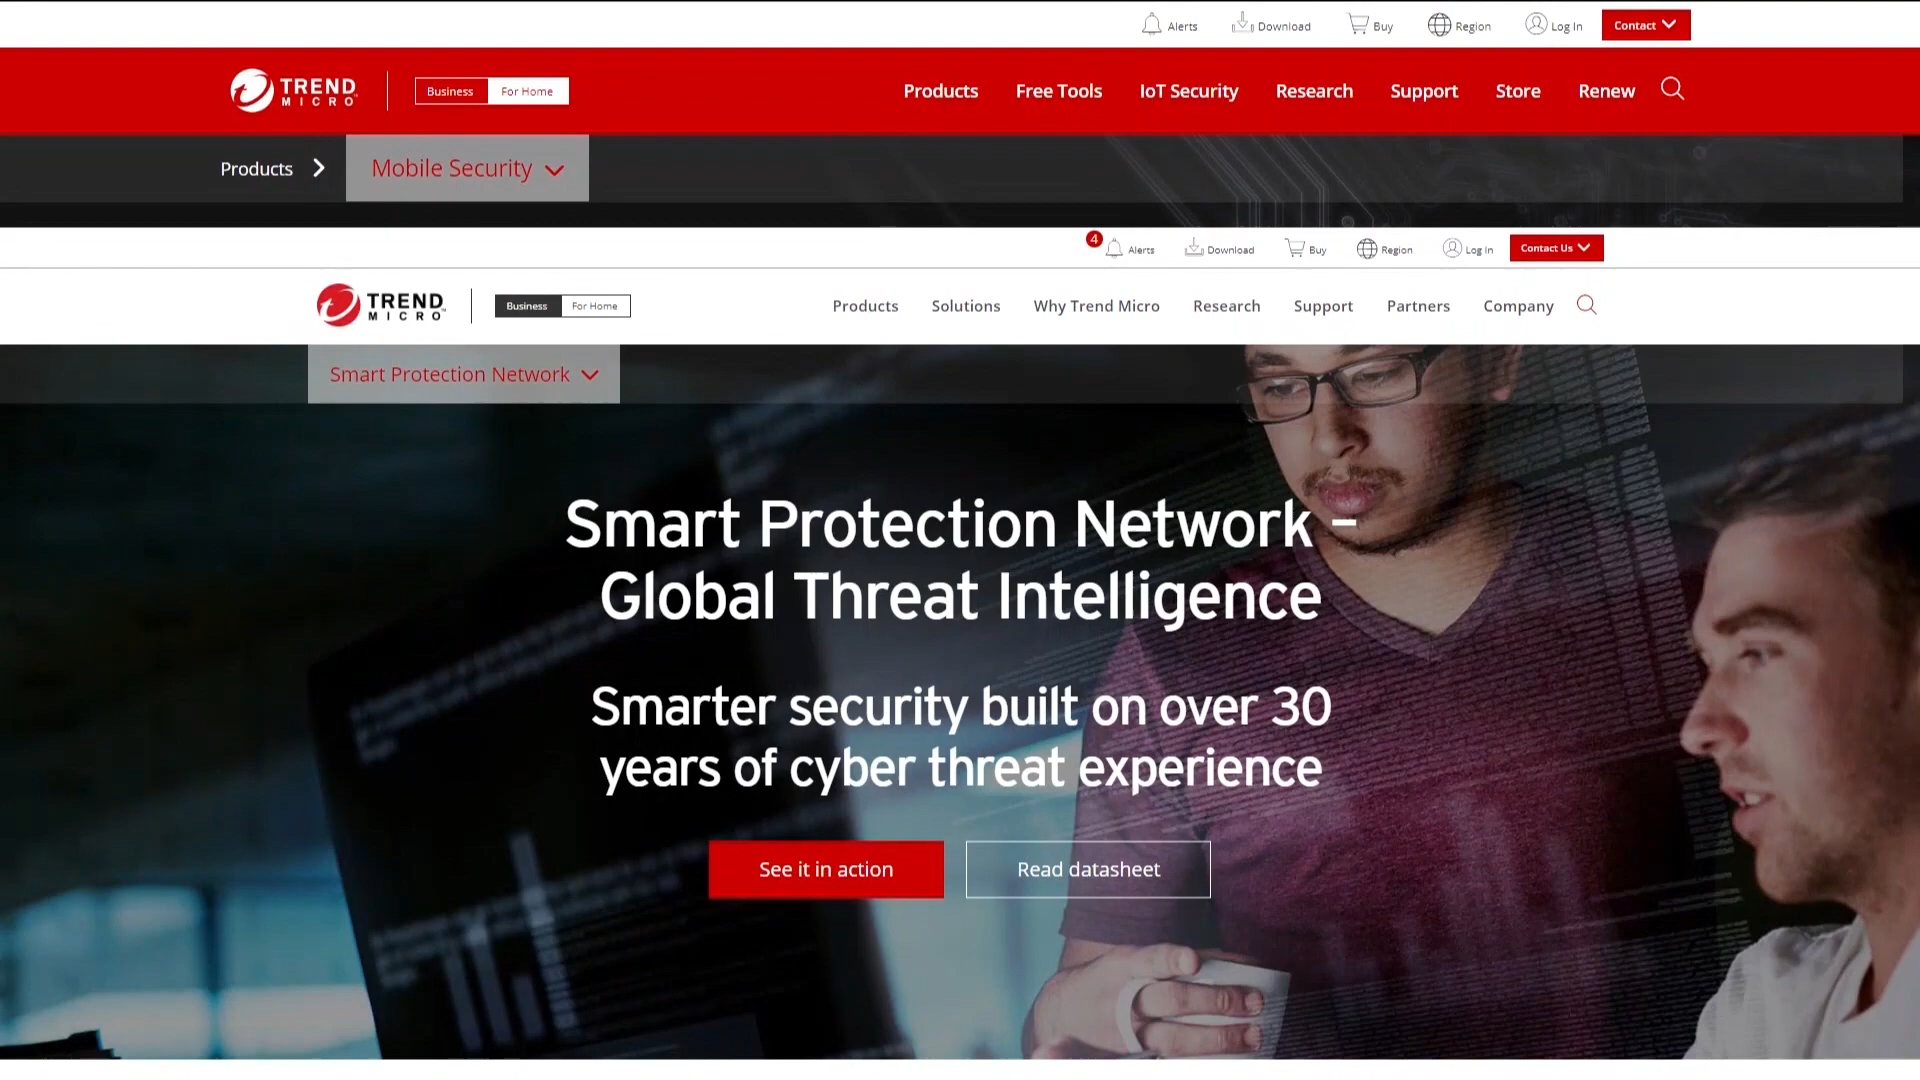 Alerts Download Buy Region Log In Contact
TREND MICRO Business For Home Products Free Tools IoT Security Research Support Store Renew
Products Mobile Security
4 Alerts Download Buy Region Log In Contact Us
TREND MICRO Business For Home Products Solutions Why Trend Micro Research Support Partners Company
Smart Protection Network
Smart Protection Network –
Global Threat Intelligence
Smarter security built on over 30
years of cyber threat experience
See it in action Read datasheet